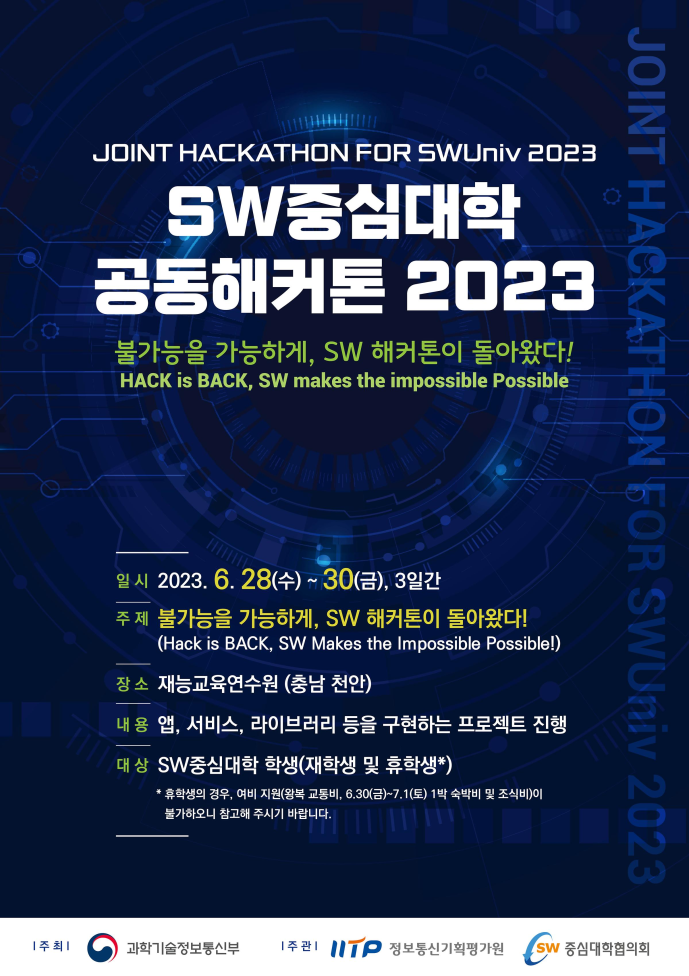 JOINT HACKATHON FOR SWUniv 2023
SW중심대학
공동해커톤 2023
불가능을 가능하게, SW 해커톤이 돌아왔다!
HACK is BACK, SW makes the impossible Possible
일시 2023. 6. 28(수) ~ 30(금), 3일간
주제 불가능을 가능하게, SW 해커톤이 돌아왔다!
(Hack is BACK, SW Makes the Impossible Possible!)
장소 재능교육연수원 (충남 천안)
내용 앱, 서비스, 라이브러리 등을 구현하는 프로젝트 진행
대상 SW중심대학 학생(재학생 및 휴학생*)
* 휴학생의 경우, 여비 지원(왕복 교통비, 6.30(금)~7.1(토) 1박 숙박비 및 조식비)이
불가하오니 참고해 주시기 바랍니다.
JOINT HACKATHON FOR SWUniv 2023
| 주 최 | 과학기술정보통신부 | 주 관 | IITP 정보통신기획평가원 SW 중심대학협의회